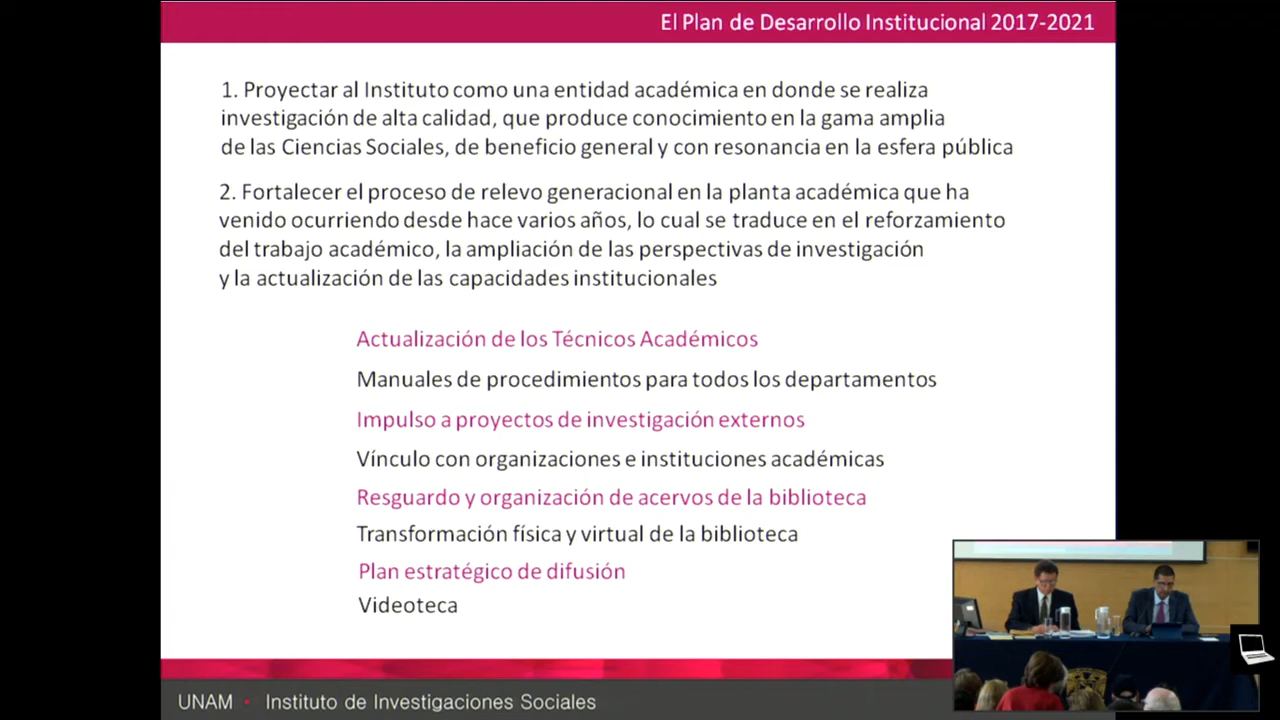 El Plan de Desarrollo Institucional 2017-2021
1. Proyectar al Instituto como una entidad académica en donde se realiza
investigación de alta calidad, que produce conocimiento en la gama amplia
de las Ciencias Sociales, de beneficio general y con resonancia en la esfera pública
2. Fortalecer el proceso de relevo generacional en la planta académica que ha
venido ocurriendo desde hace varios años, lo cual se traduce en el reforzamiento
del trabajo académico, la ampliación de las perspectivas de investigación
y la actualización de las capacidades institucionales
Actualización de los Técnicos Académicos
Manuales de procedimientos para todos los departamentos
Impulso a proyectos de investigación externos
Vínculo con organizaciones e instituciones académicas
Resguardo y organización de acervos de la biblioteca
Transformación física y virtual de la biblioteca
Plan estratégico de difusión
Videoteca
UNAM • Instituto de Investigaciones Sociales